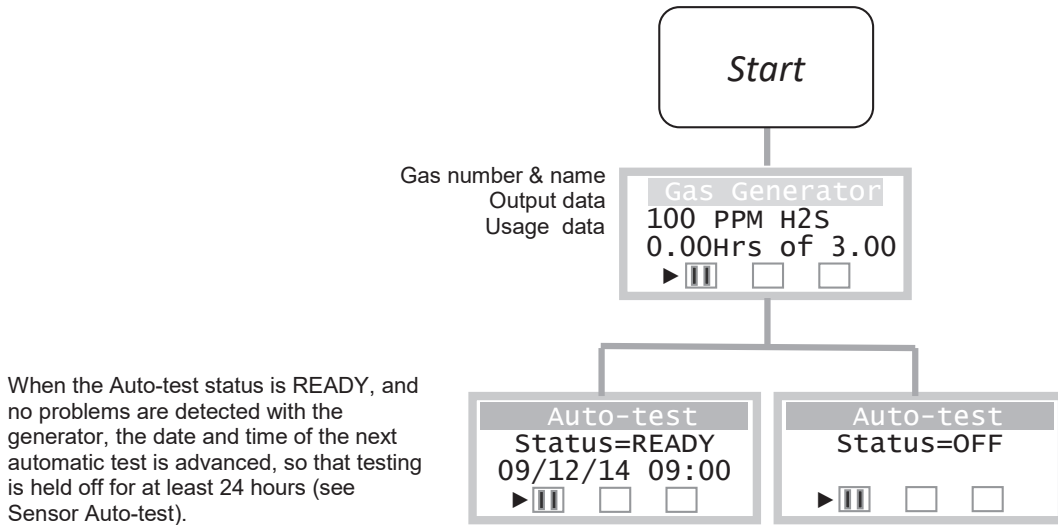 Start
Gas number & name
Output data
Usage data
Gas Generator
100 PPM H2S
0.00Hrs of 3.00
When the Auto-test status is READY, and
no problems are detected with the
generator, the date and time of the next
automatic test is advanced, so that testing
is held off for at least 24 hours (see
Sensor Auto-test).
Auto-test
Status=READY
09/12/14 09:00
Auto-test
Status=OFF